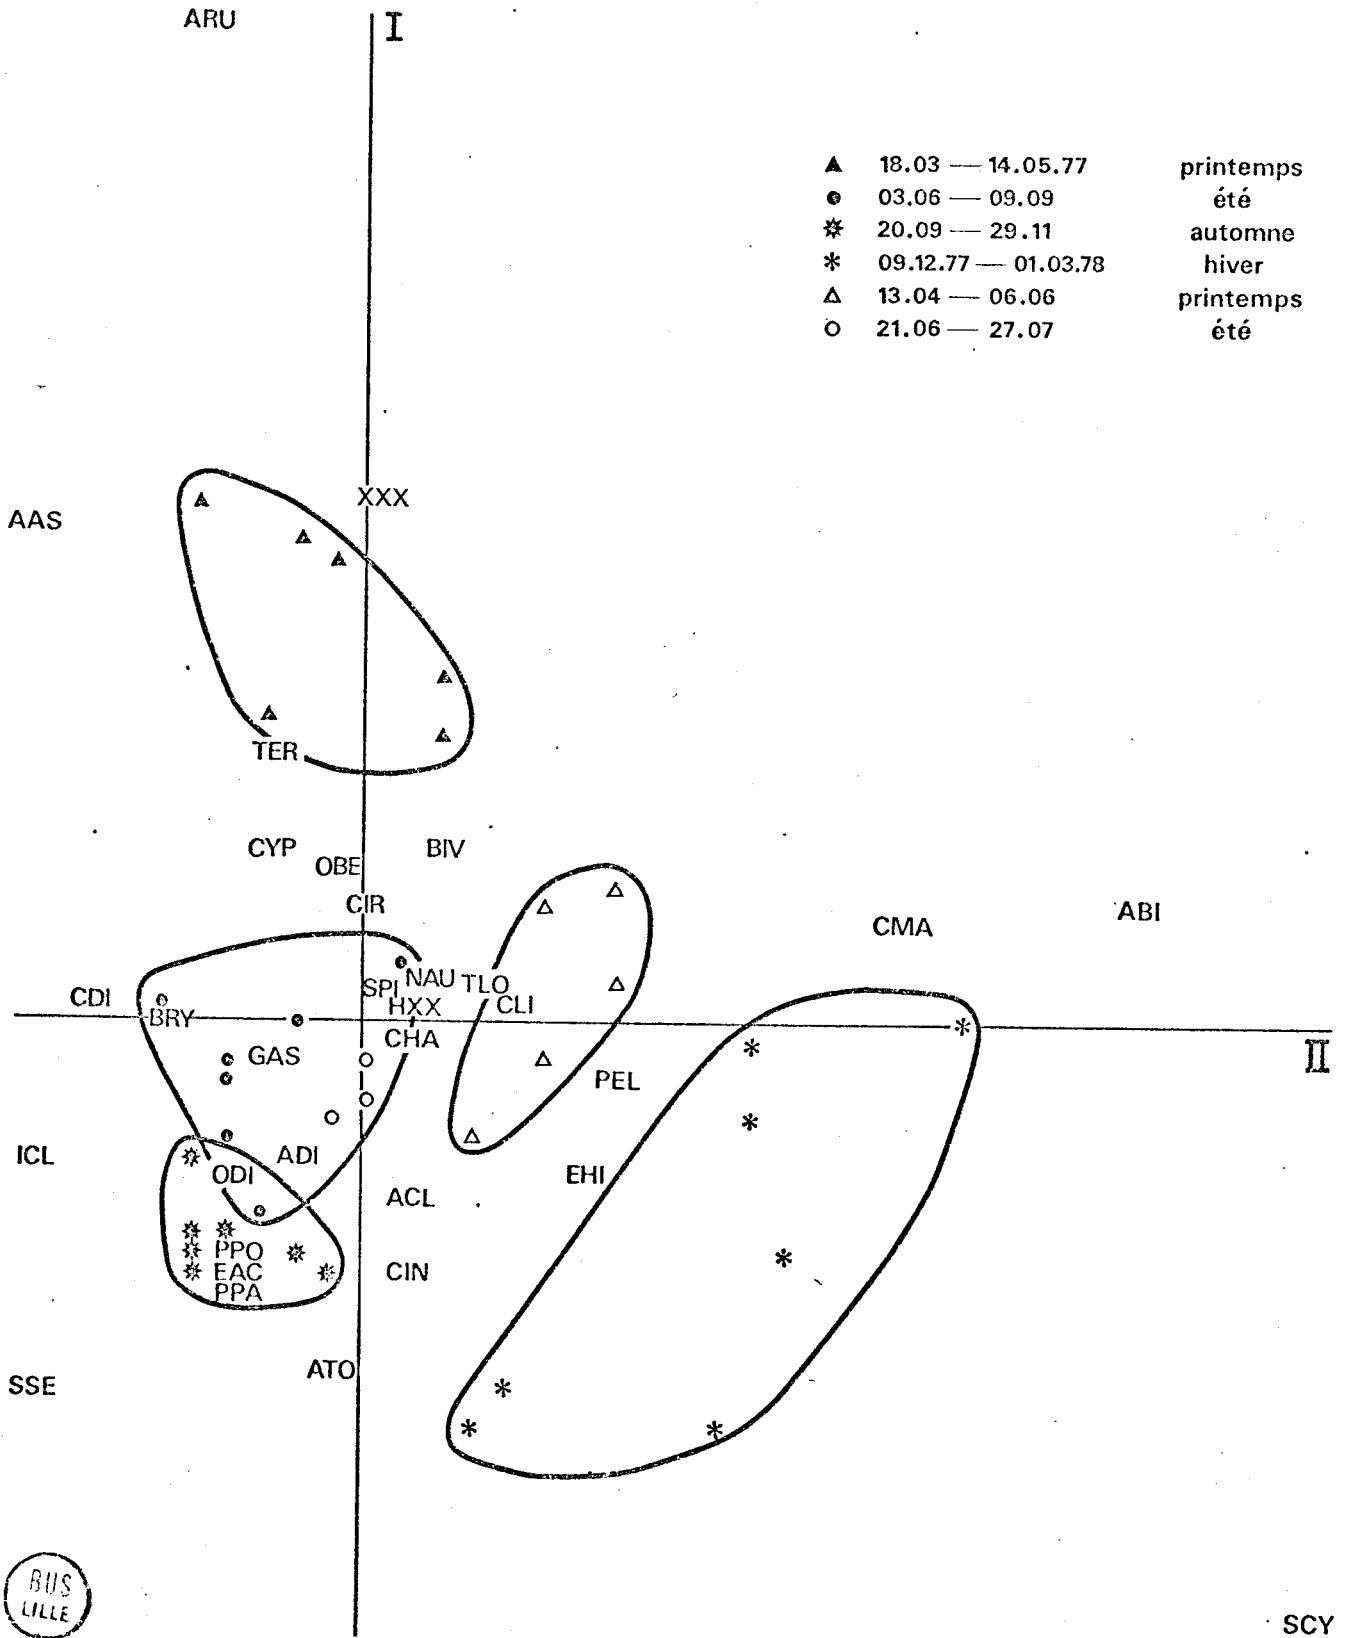 ARU
I
▲ 18.03 — 14.05.77 printemps
● 03.06 — 09.09 été
✵ 20.09 — 29.11 automne
* 09.12.77 — 01.03.78 hiver
△ 13.04 — 06.06 printemps
○ 21.06 — 27.07 été
XXX
AAS
TER
CYP
BIV
OBE
CIR
CMA
ABI
NAU
TLO
SPI
CDI
HXX
CLI
BRY
CHA
II
GAS
PEL
ICL
ADI
ODI
EHI
ACL
PPO
EAC
CIN
PPA
ATO
SSE
BUS
LILLE
SCY